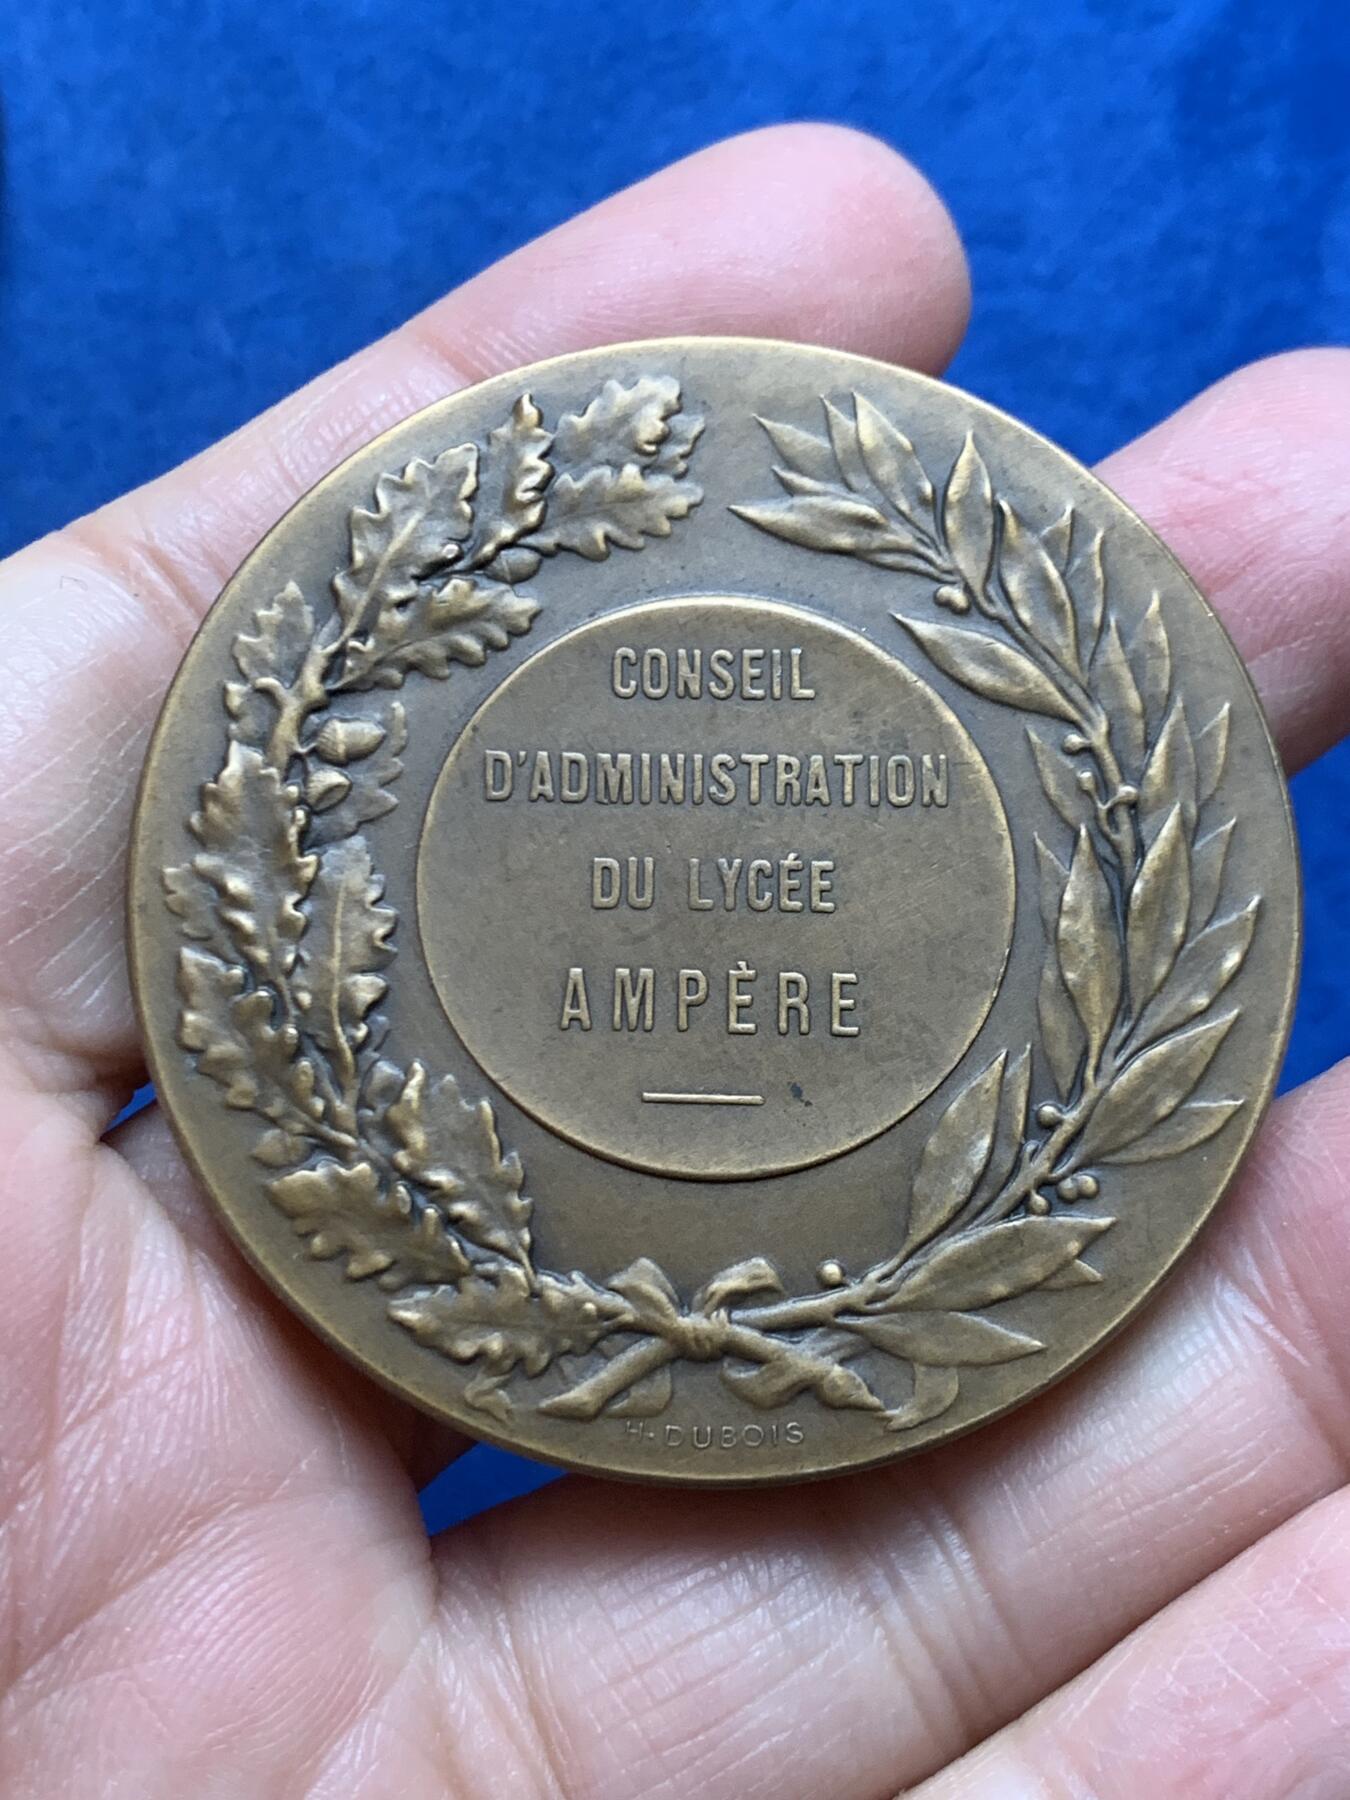 CONSEIL
D'ADMINISTRATION
DU LYCÉE
AMPÈRE
H. DUBOIS